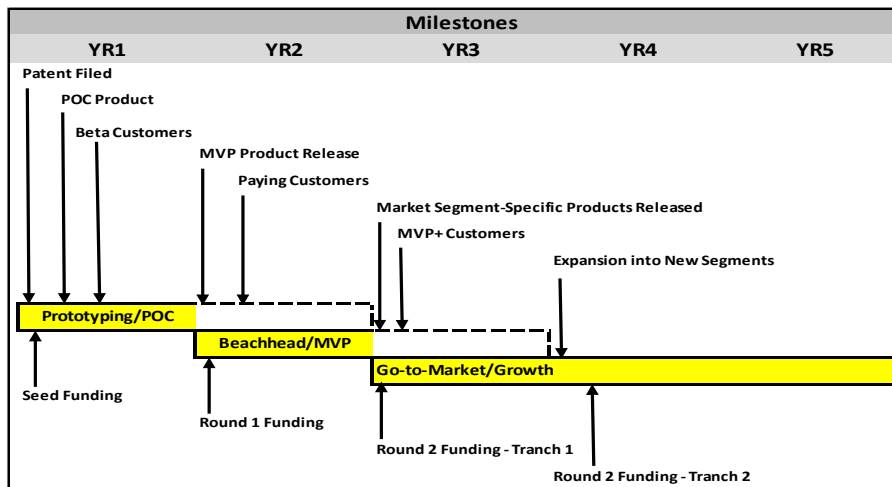 Milestones
YR1 YR2 YR3 YR4 YR5
Patent Filed
POC Product
Beta Customers
MVP Product Release
Paying Customers
Market Segment-Specific Products Released
MVP+ Customers
Expansion into New Segments
Prototyping/POC
Beachhead/MVP
Go-to-Market/Growth
Seed Funding
Round 1 Funding
Round 2 Funding - Tranch 1
Round 2 Funding - Tranch 2